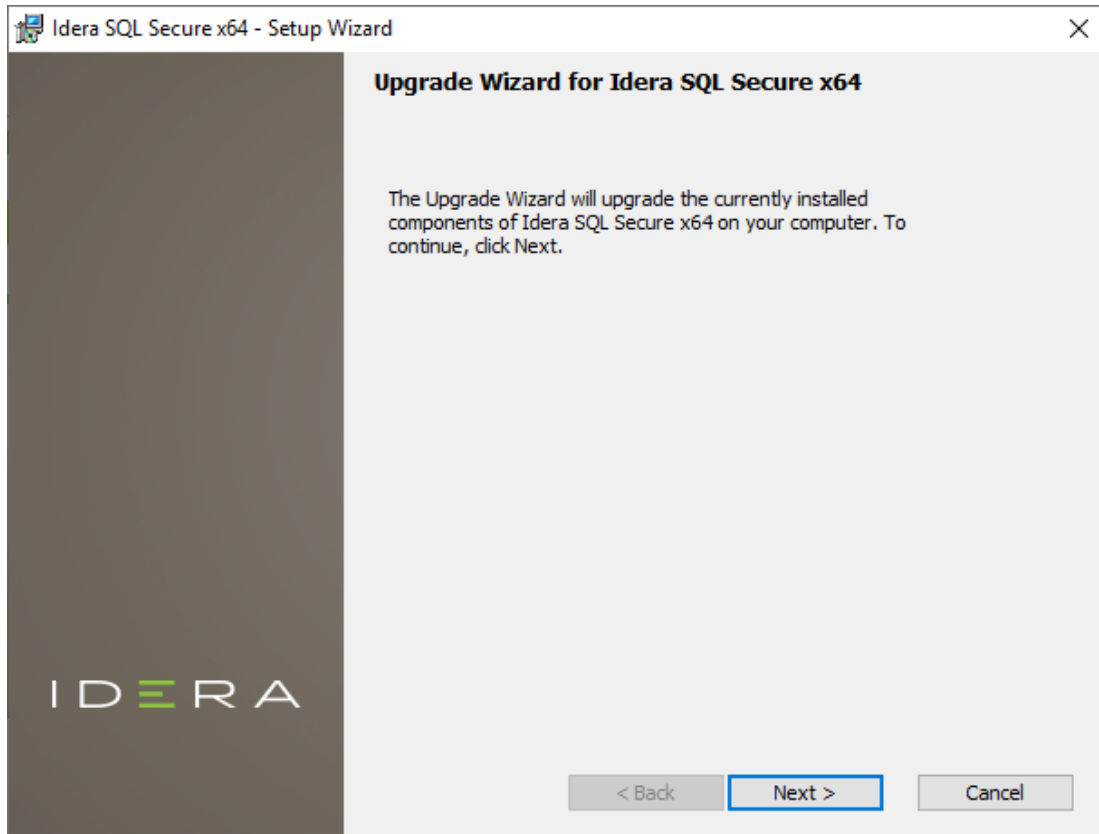 Idera SQL Secure x64 - Setup Wizard
Upgrade Wizard for Idera SQL Secure x64
The Upgrade Wizard will upgrade the currently installed
components of Idera SQL Secure x64 on your computer. To
continue, click Next.
IDERA
< Back
Next >
Cancel